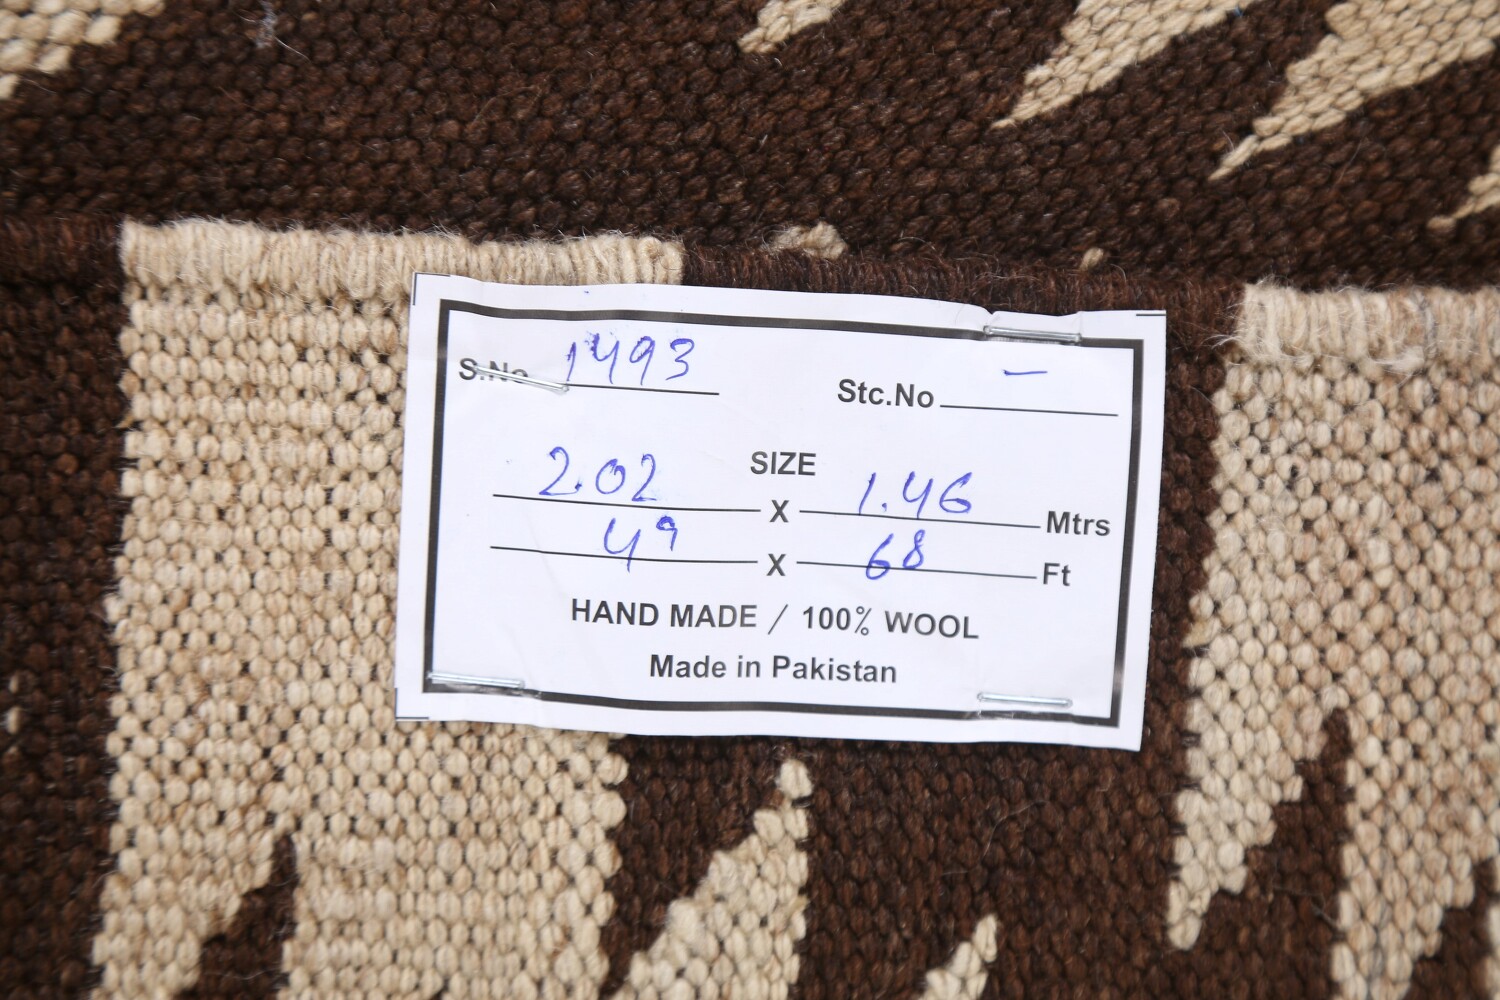 S.No 1493 Stc.No –
SIZE
2.02 X 1.46 Mtrs
49 X 68 Ft
HAND MADE / 100% WOOL
Made in Pakistan